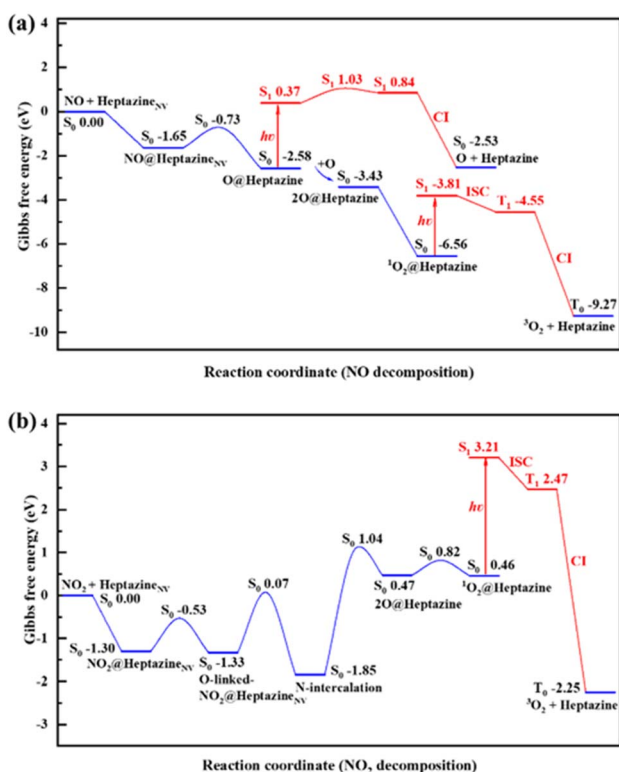 (a)
Gibbs free energy (eV)
4
2
0
-2
-4
-6
-8
-10
NO + Heptazine_NV
S₀ 0.00
S₀ -1.65
NO@Heptazine_NV
S₀ -0.73
S₁ 0.37
hν
S₀ -2.58
O@Heptazine
S₁ 1.03
S₁ 0.84
CI
S₀ -2.53
O + Heptazine
+O
S₀ -3.43
2O@Heptazine
S₁ -3.81
ISC
T₁ -4.55
hν
S₀ -6.56
¹O₂@Heptazine
CI
T₀ -9.27
³O₂ + Heptazine
Reaction coordinate (NO decomposition)
(b)
Gibbs free energy (eV)
4
3
2
1
0
-1
-2
-3
NO₂ + Heptazine_NV
S₀ 0.00
S₀ -1.30
NO₂@Heptazine_NV
S₀ -0.53
S₀ -1.33
O-linked-
NO₂@Heptazine_NV
S₀ 0.07
S₀ -1.85
N-intercalation
S₀ 1.04
S₀ 0.47
2O@Heptazine
S₀ 0.82
S₀ 0.46
¹O₂@Heptazine
hν
S₁ 3.21
ISC
T₁ 2.47
CI
T₀ -2.25
³O₂ + Heptazine
Reaction coordinate (NO₂ decomposition)